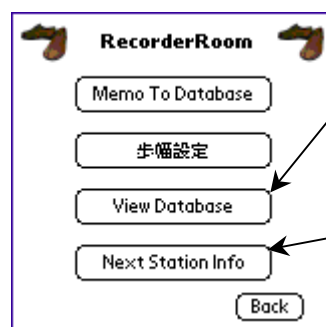 RecorderRoom
Memo To Database
歩幅設定
View Database
Next Station Info
Back